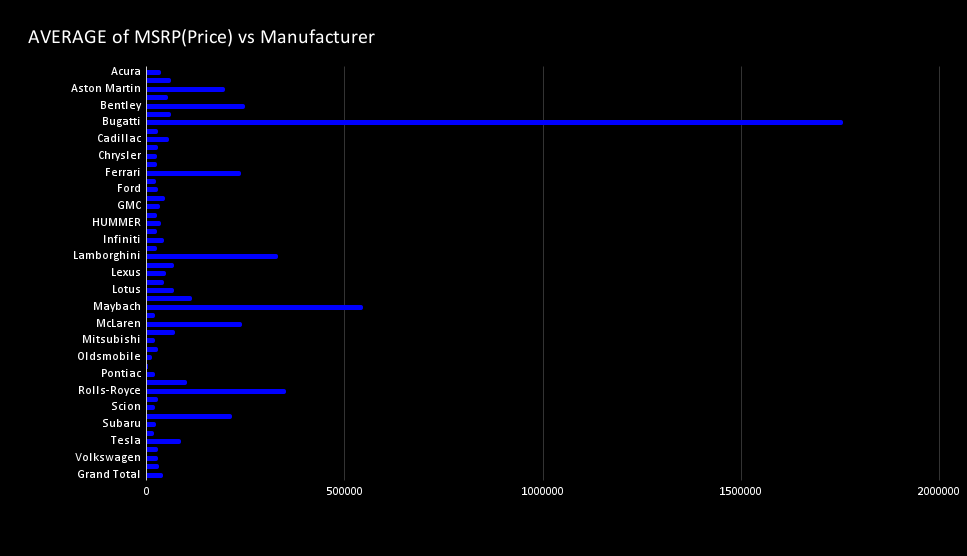 AVERAGE of MSRP(Price) vs Manufacturer
Acura
Aston Martin
Bentley
Bugatti
Cadillac
Chrysler
Ferrari
Ford
GMC
HUMMER
Infiniti
Lamborghini
Lexus
Lotus
Maybach
McLaren
Mitsubishi
Oldsmobile
Pontiac
Rolls-Royce
Scion
Subaru
Tesla
Volkswagen
Grand Total
0 500000 1000000 1500000 2000000